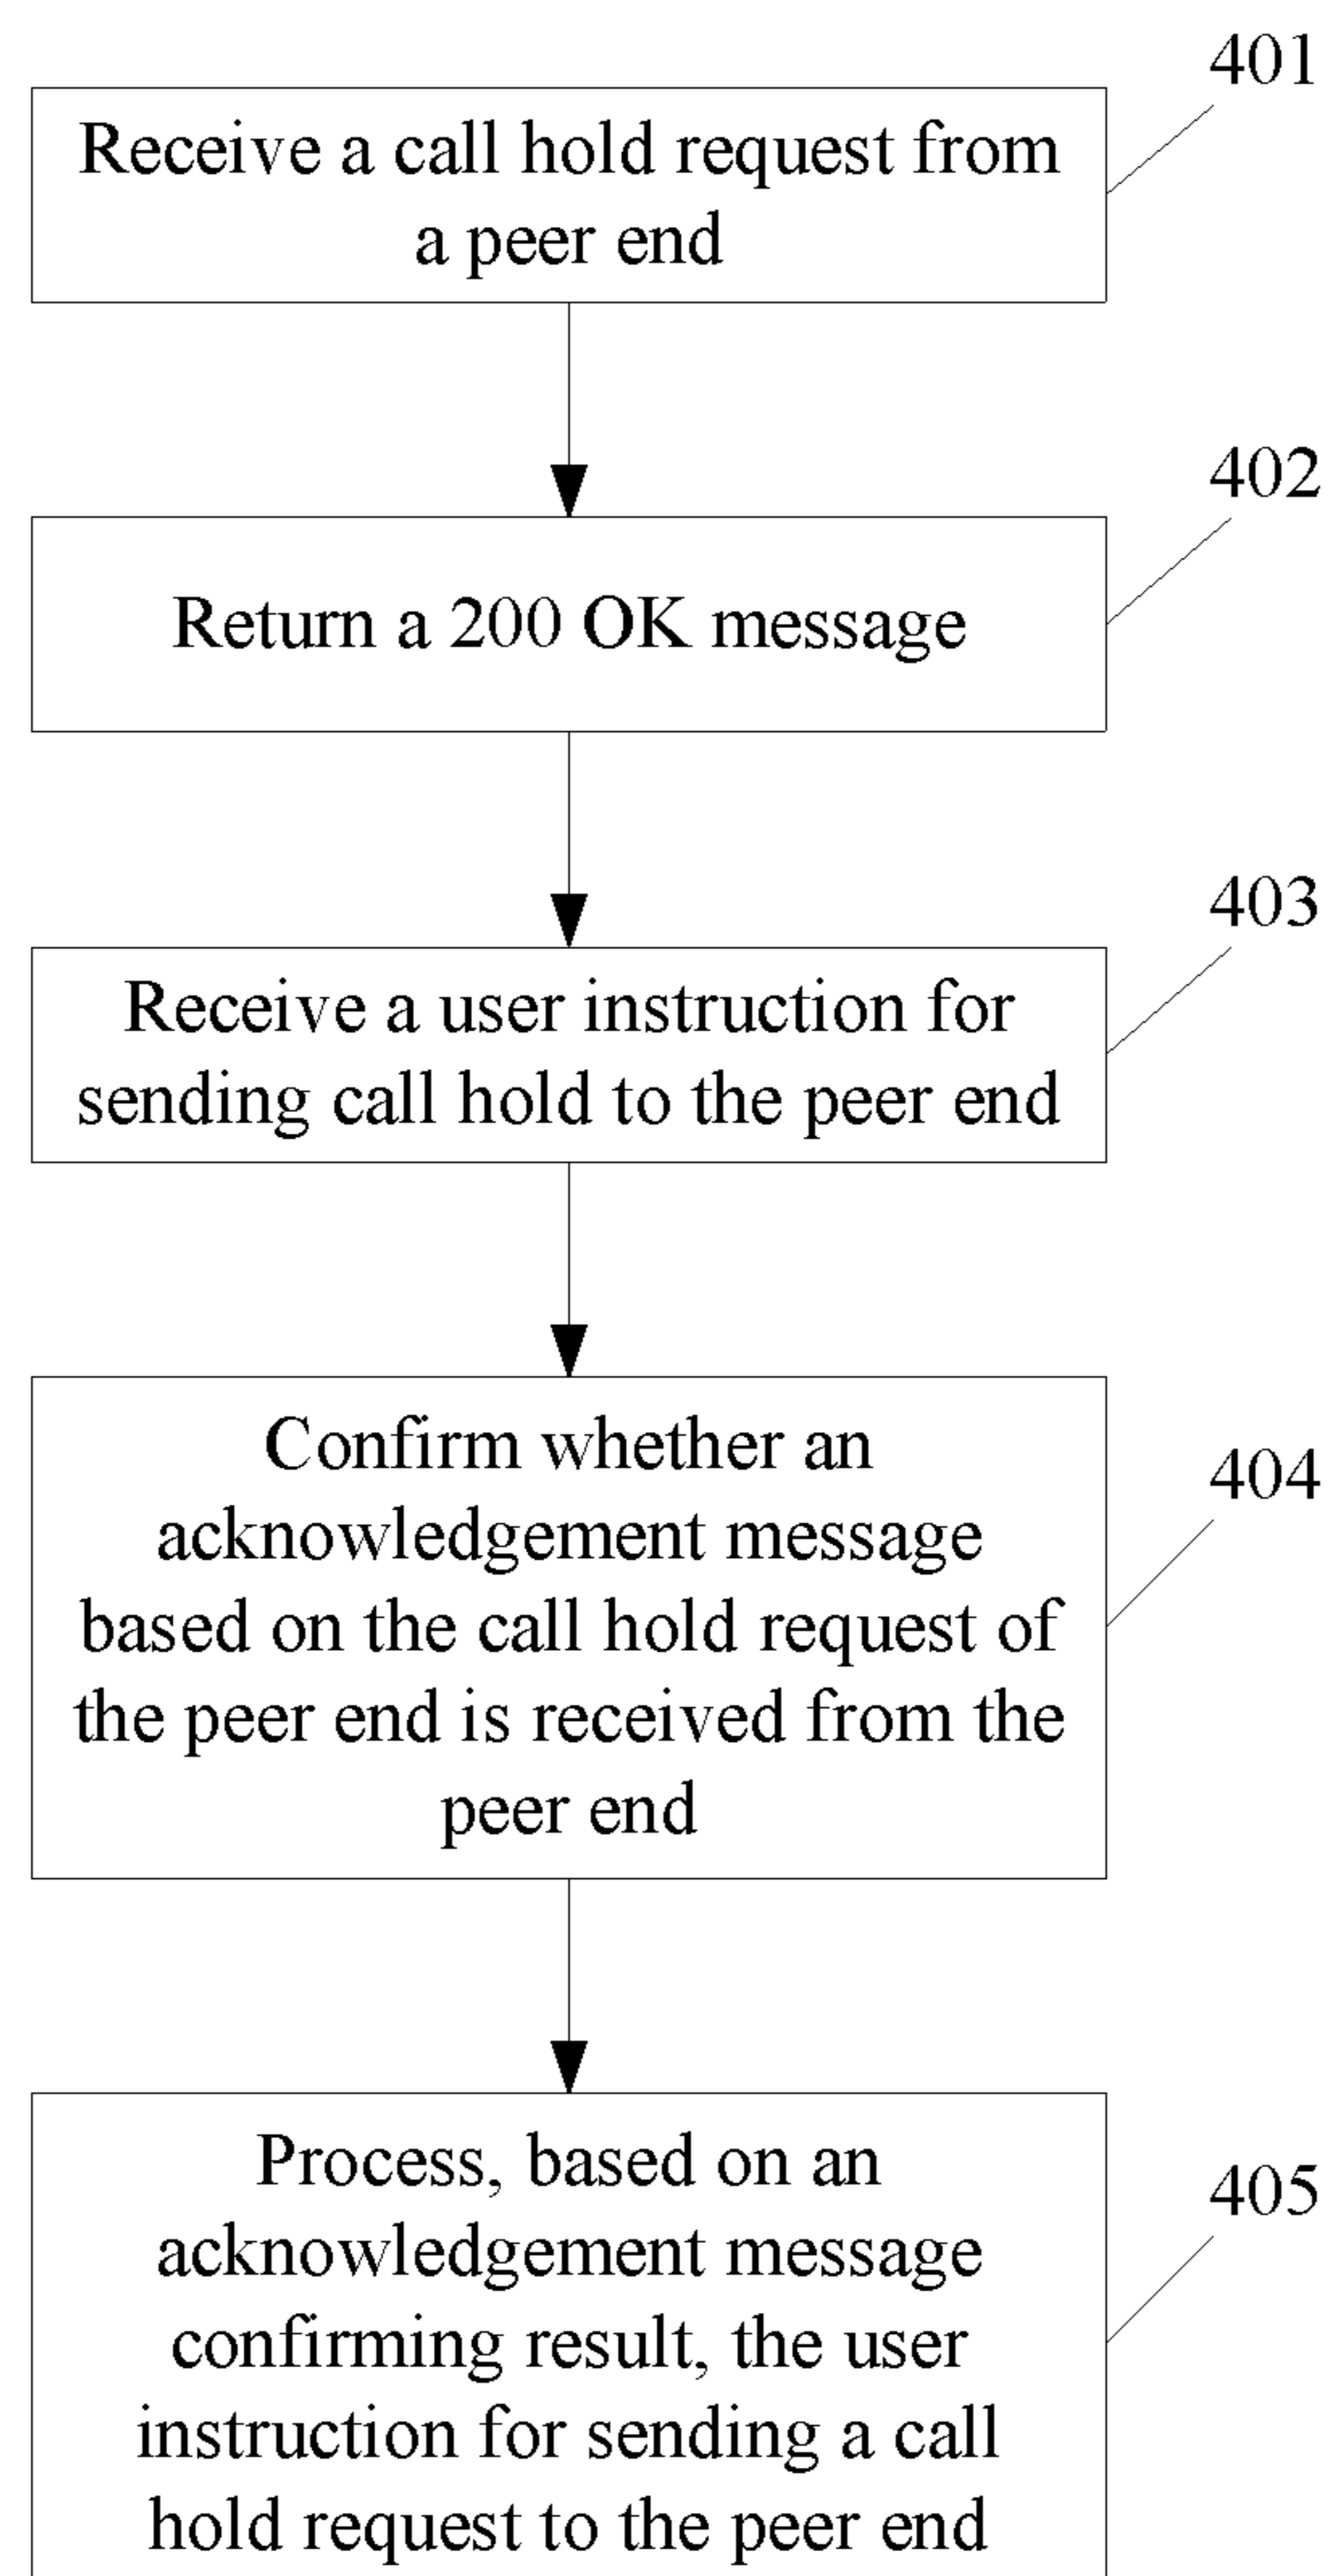 401
Receive a call hold request from
a peer end
402
Return a 200 OK message
403
Receive a user instruction for
sending call hold to the peer end
404
Confirm whether an
acknowledgement message
based on the call hold request of
the peer end is received from the
peer end
405
Process, based on an
acknowledgement message
confirming result, the user
instruction for sending a call
hold request to the peer end